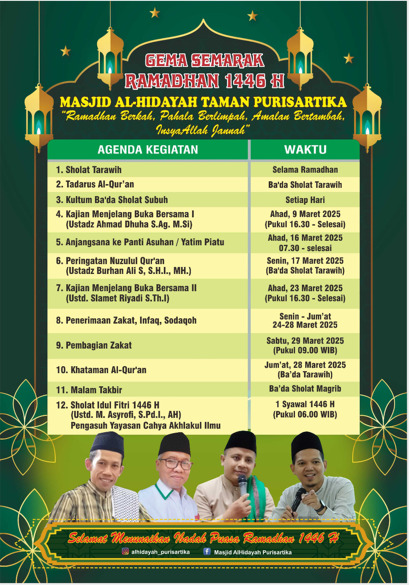 GEMA SEMARAK
RAMADHAN 1446 H
MASJID AL-HIDAYAH TAMAN PURISARTIKA
"Ramadhan Berkah, Pahala Berlimpah, Amalan Bertambah,
InsyaAllah Jannah"
AGENDA KEGIATAN WAKTU
1. Sholat Tarawih Selama Ramadhan
2. Tadarus Al-Qur'an Ba'da Sholat Tarawih
3. Kultum Ba'da Sholat Subuh Setiap Hari
4. Kajian Menjelang Buka Bersama I Ahad, 9 Maret 2025
(Ustadz Ahmad Dhuha S.Ag. M.Si) (Pukul 16.30 - Selesai)
5. Anjangsana ke Panti Asuhan / Yatim Piatu Ahad, 16 Maret 2025
07.30 - selesai
6. Peringatan Nuzulul Qur'an Senin, 17 Maret 2025
(Ustadz Burhan Ali S, S.H.I., MH.) (Ba'da Sholat Tarawih)
7. Kajian Menjelang Buka Bersama II Ahad, 23 Maret 2025
(Ustd. Slamet Riyadi S.Th.I) (Pukul 16.30 - Selesai)
8. Penerimaan Zakat, Infaq, Sodaqoh Senin - Jum'at
24-28 Maret 2025
9. Pembagian Zakat Sabtu, 29 Maret 2025
(Pukul 09.00 WIB)
10. Khataman Al-Qur'an Jum'at, 28 Maret 2025
(Ba'da Tarawih)
11. Malam Takbir Ba'da Sholat Magrib
12. Sholat Idul Fitri 1446 H 1 Syawal 1446 H
(Ustd. M. Asyrofi, S.Pd.I., AH) (Pukul 06.00 WIB)
Pengasuh Yayasan Cahya Akhlakul Ilmu
Selamat Menunaikan Ibadah Puasa Ramadhan 1446 H
alhidayah_purisartika Masjid AlHidayah Purisartika